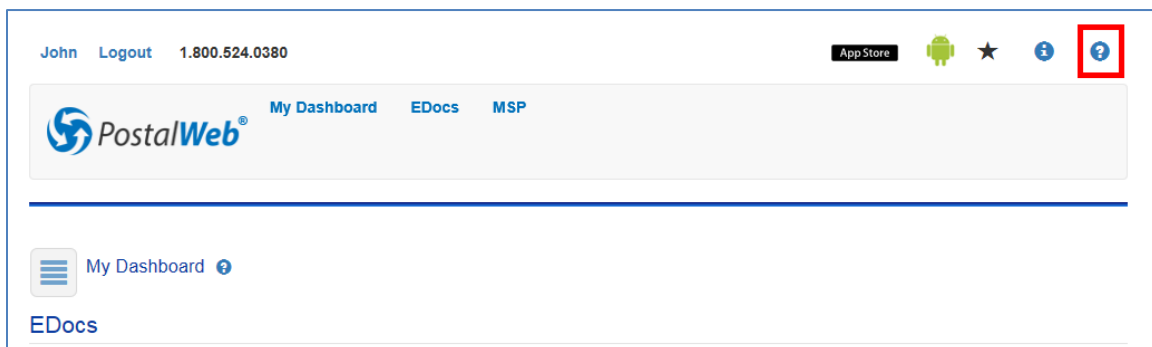 John Logout 1.800.524.0380 App Store
My Dashboard EDocs MSP
PostalWeb®
My Dashboard
EDocs